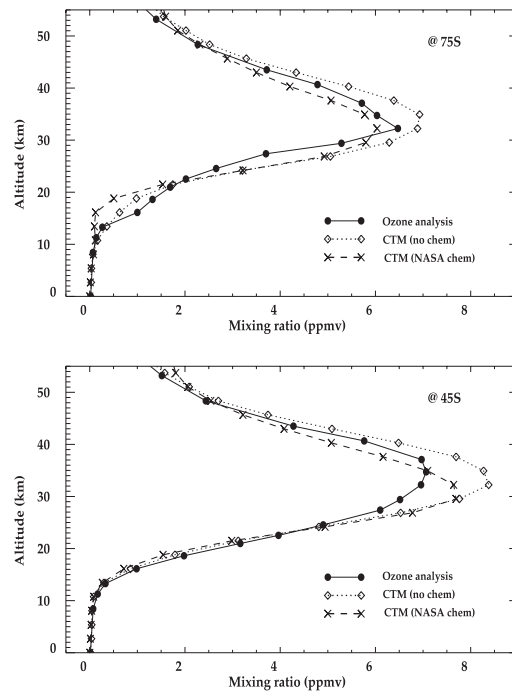 50
@ 75S
40
30
Altitude (km)
20
Ozone analysis
10
CTM (no chem)
CTM (NASA chem)
0
0 2 4 6 8
Mixing ratio (ppmv)
50
@ 45S
40
30
Altitude (km)
20
Ozone analysis
10
CTM (no chem)
CTM (NASA chem)
0
0 2 4 6 8
Mixing ratio (ppmv)